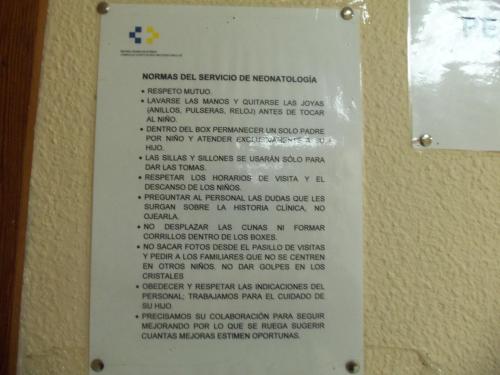 NORMAS DEL SERVICIO DE NEONATOLOGÍA
• RESPETO MUTUO.
• LAVARSE LAS MANOS Y QUITARSE LAS JOYAS
(ANILLOS, PULSERAS, RELOJ) ANTES DE TOCAR
AL NIÑO.
• DENTRO DEL BOX PERMANECER UN SOLO PADRE
POR NIÑO Y ATENDER EXCLUSIVAMENTE A SU
HIJO.
• LAS SILLAS Y SILLONES SE USARÁN SÓLO PARA
DAR LAS TOMAS.
• RESPETAR LOS HORARIOS DE VISITA Y EL
DESCANSO DE LOS NIÑOS.
• PREGUNTAR AL PERSONAL LAS DUDAS QUE LES
SURGAN SOBRE LA HISTORIA CLÍNICA, NO
OJEARLA.
• NO DESPLAZAR LAS CUNAS NI FORMAR
CORRILLOS DENTRO DE LOS BOXES.
• NO SACAR FOTOS DESDE EL PASILLO DE VISITAS
Y PEDIR A LOS FAMILIARES QUE NO SE CENTREN
EN OTROS NIÑOS. NO DAR GOLPES EN LOS
CRISTALES
• OBEDECER Y RESPETAR LAS INDICACIONES DEL
PERSONAL; TRABAJAMOS PARA EL CUIDADO DE
SU HIJO.
• PRECISAMOS SU COLABORACIÓN PARA SEGUIR
MEJORANDO POR LO QUE SE RUEGA SUGERIR
CUANTAS MEJORAS ESTIMEN OPORTUNAS.